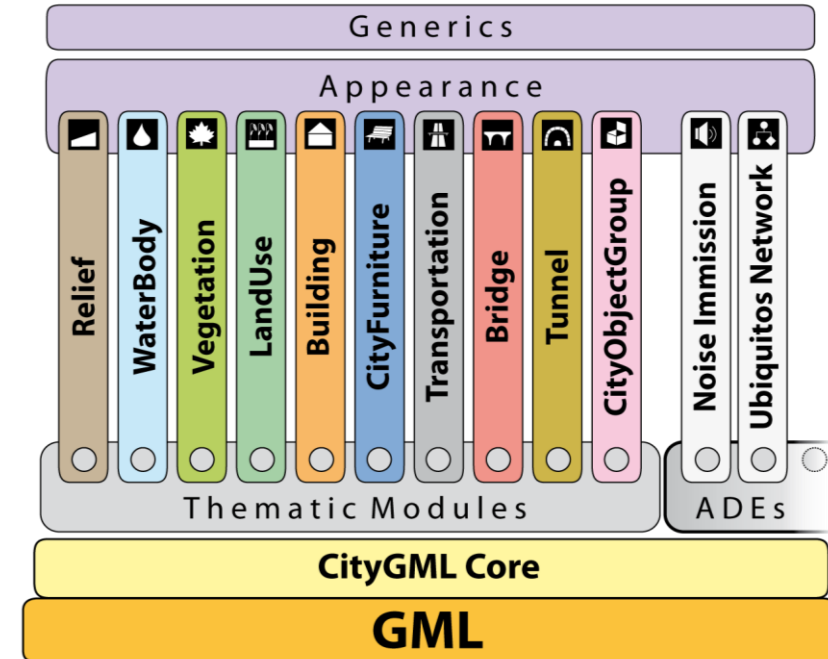 Generics
Appearance
Relief
WaterBody
Vegetation
LandUse
Building
CityFurniture
Transportation
Bridge
Tunnel
CityObjectGroup
Noise Immission
Ubiquitos Network
Thematic Modules
ADEs
CityGML Core
GML